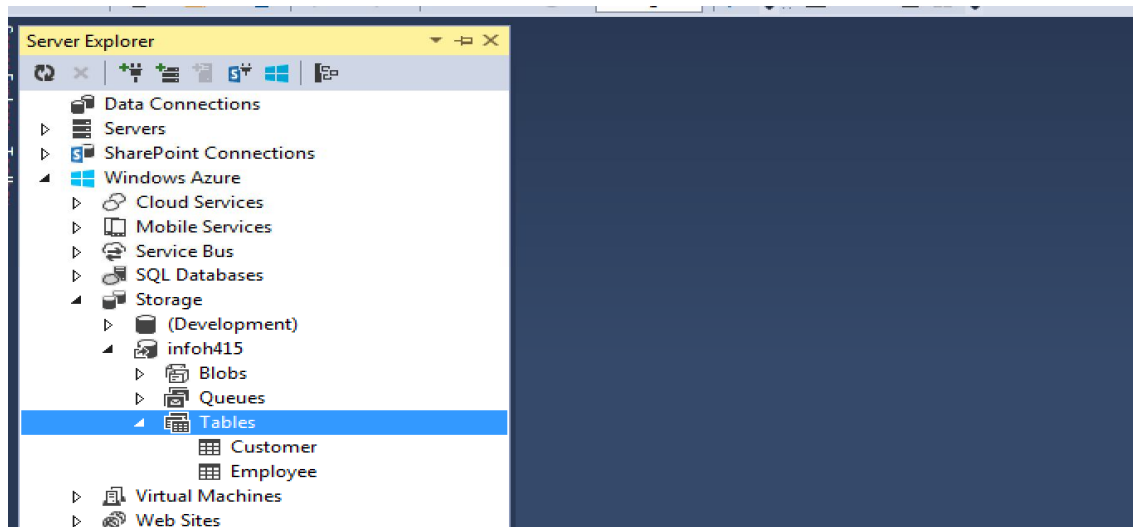 Server Explorer
Data Connections
Servers
SharePoint Connections
Windows Azure
Cloud Services
Mobile Services
Service Bus
SQL Databases
Storage
(Development)
infoh415
Blobs
Queues
Tables
Customer
Employee
Virtual Machines
Web Sites